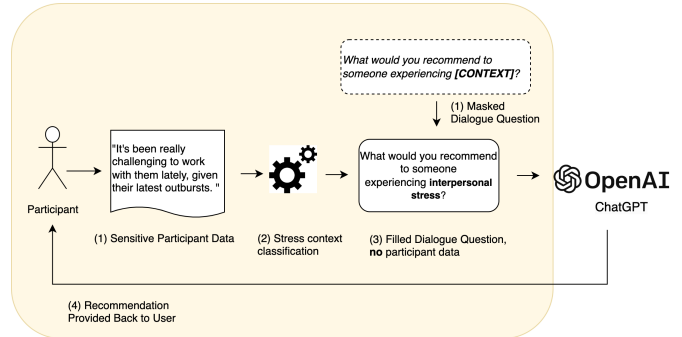 What would you recommend to
someone experiencing [CONTEXT]?
(1) Masked
Dialogue Question
"It's been really
challenging to work
with them lately, given
their latest outbursts. "
What would you recommend
to someone
experiencing interpersonal
stress?
OpenAI
ChatGPT
Participant
(1) Sensitive Participant Data
(2) Stress context
classification
(3) Filled Dialogue Question,
no participant data
(4) Recommendation
Provided Back to User